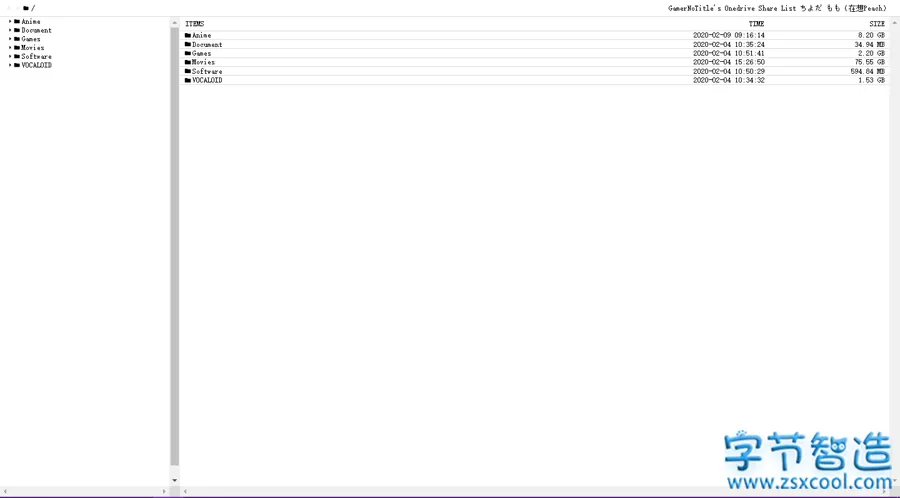 /
GamerNoTitle's Onedrive Share List ちよだ もも (在想Peach)
Anime
Document
Games
Movies
Software
VOCALOID
ITEMS TIME SIZE
Anime 2020-02-09 09:16:14 8.20 GB
Document 2020-02-04 10:35:24 34.94 MB
Games 2020-02-04 10:51:41 2.20 GB
Movies 2020-02-04 15:26:50 75.55 GB
Software 2020-02-04 10:50:29 594.84 MB
VOCALOID 2020-02-04 10:34:32 1.53 GB
字节智造
www.zsxcool.com